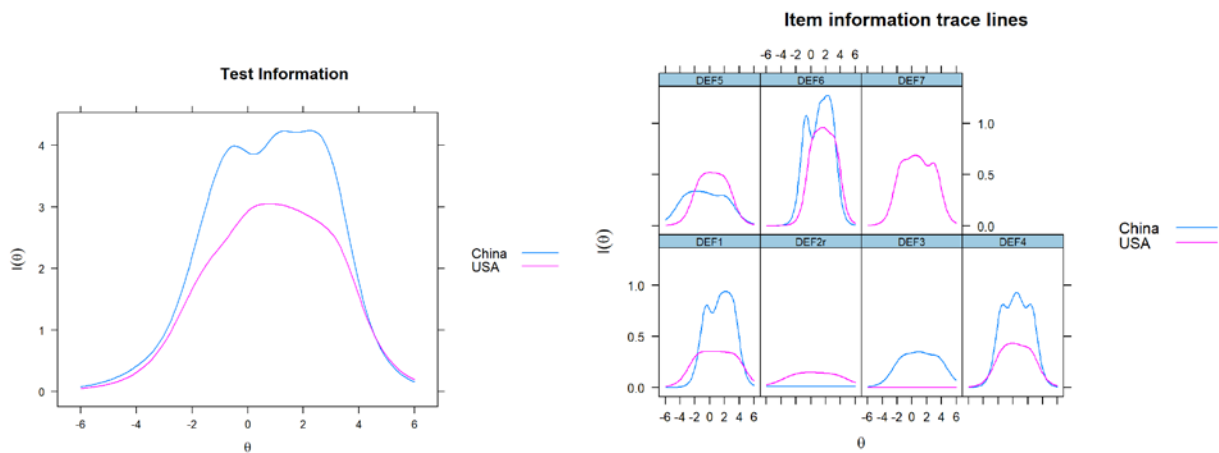 Test Information
4
3
2
1
0
I(θ)
-6 -4 -2 0 2 4 6
θ
China
USA
Item information trace lines
-6 -4 -2 0 2 4 6
DEF5 DEF6 DEF7
1.0
0.5
0.0
DEF1 DEF2r DEF3 DEF4
1.0
0.5
0.0
I(θ)
-6 -4 -2 0 2 4 6 -6 -4 -2 0 2 4 6
θ
China
USA